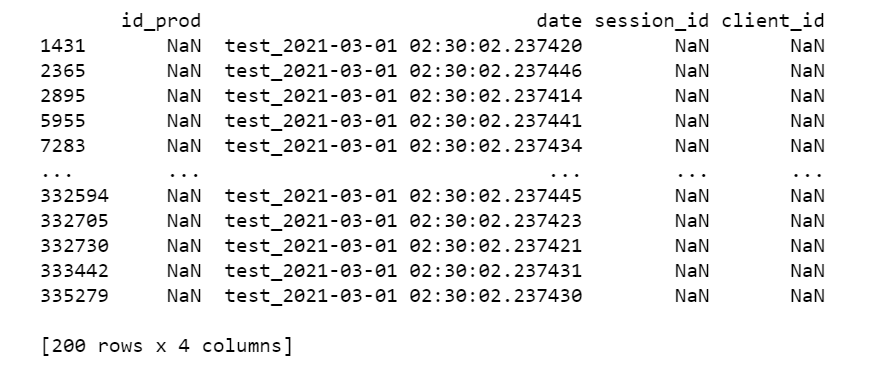 id_prod date session_id client_id
1431 NaN test_2021-03-01 02:30:02.237420 NaN NaN
2365 NaN test_2021-03-01 02:30:02.237446 NaN NaN
2895 NaN test_2021-03-01 02:30:02.237414 NaN NaN
5955 NaN test_2021-03-01 02:30:02.237441 NaN NaN
7283 NaN test_2021-03-01 02:30:02.237434 NaN NaN
... ... ... ... ...
332594 NaN test_2021-03-01 02:30:02.237445 NaN NaN
332705 NaN test_2021-03-01 02:30:02.237423 NaN NaN
332730 NaN test_2021-03-01 02:30:02.237421 NaN NaN
333442 NaN test_2021-03-01 02:30:02.237431 NaN NaN
335279 NaN test_2021-03-01 02:30:02.237430 NaN NaN
[200 rows x 4 columns]